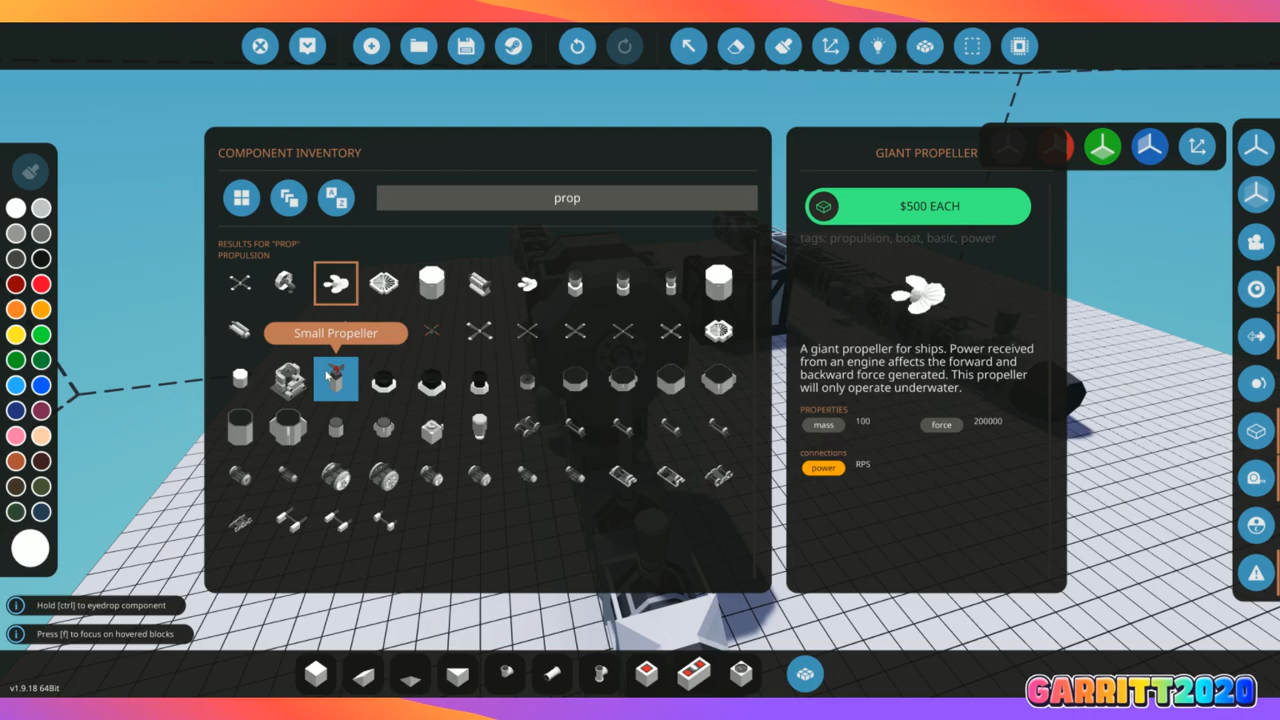 COMPONENT INVENTORY
A
Z
prop
RESULTS FOR "PROP"
PROPULSION
Small Propeller
GIANT PROPELLER
$500 EACH
tags: propulsion, boat, basic, power
A giant propeller for ships. Power received
from an engine affects the forward and
backward force generated. This propeller
will only operate underwater.
PROPERTIES
mass 100 force 200000
connections
power RPS
Hold [ctrl] to eyedrop component
Press [f] to focus on hovered blocks
v1.9.18 64Bit
GARRITT2020